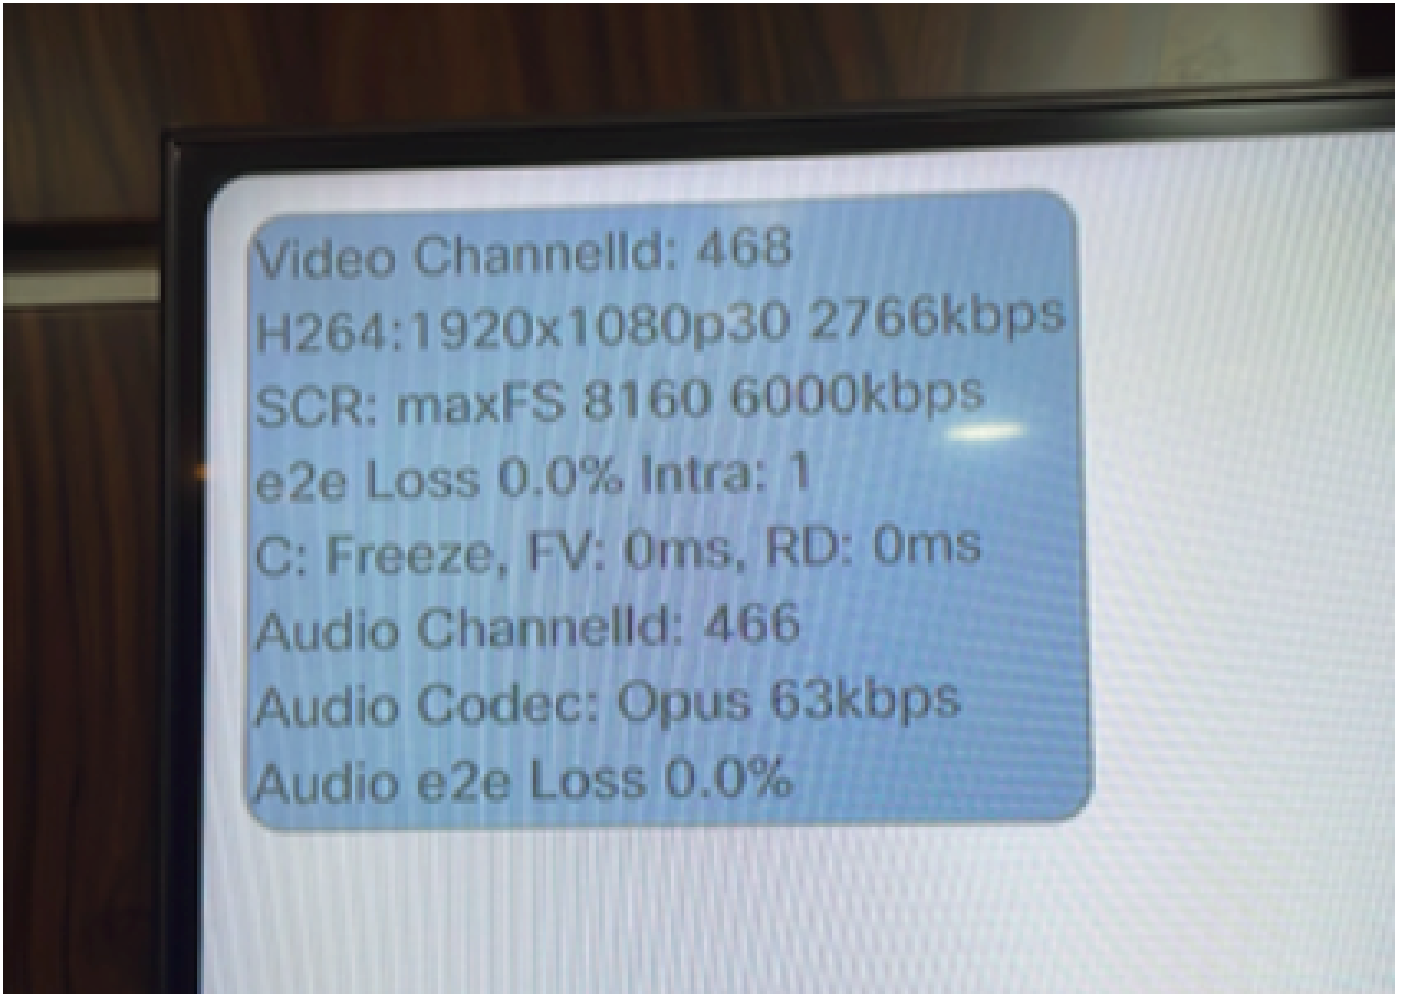 Video ChannelId: 468
H264:1920x1080p30 2766kbps
SCR: maxFS 8160 6000kbps
e2e Loss 0.0% Intra: 1
C: Freeze, FV: 0ms, RD: 0ms
Audio ChannelId: 466
Audio Codec: Opus 63kbps
Audio e2e Loss 0.0%